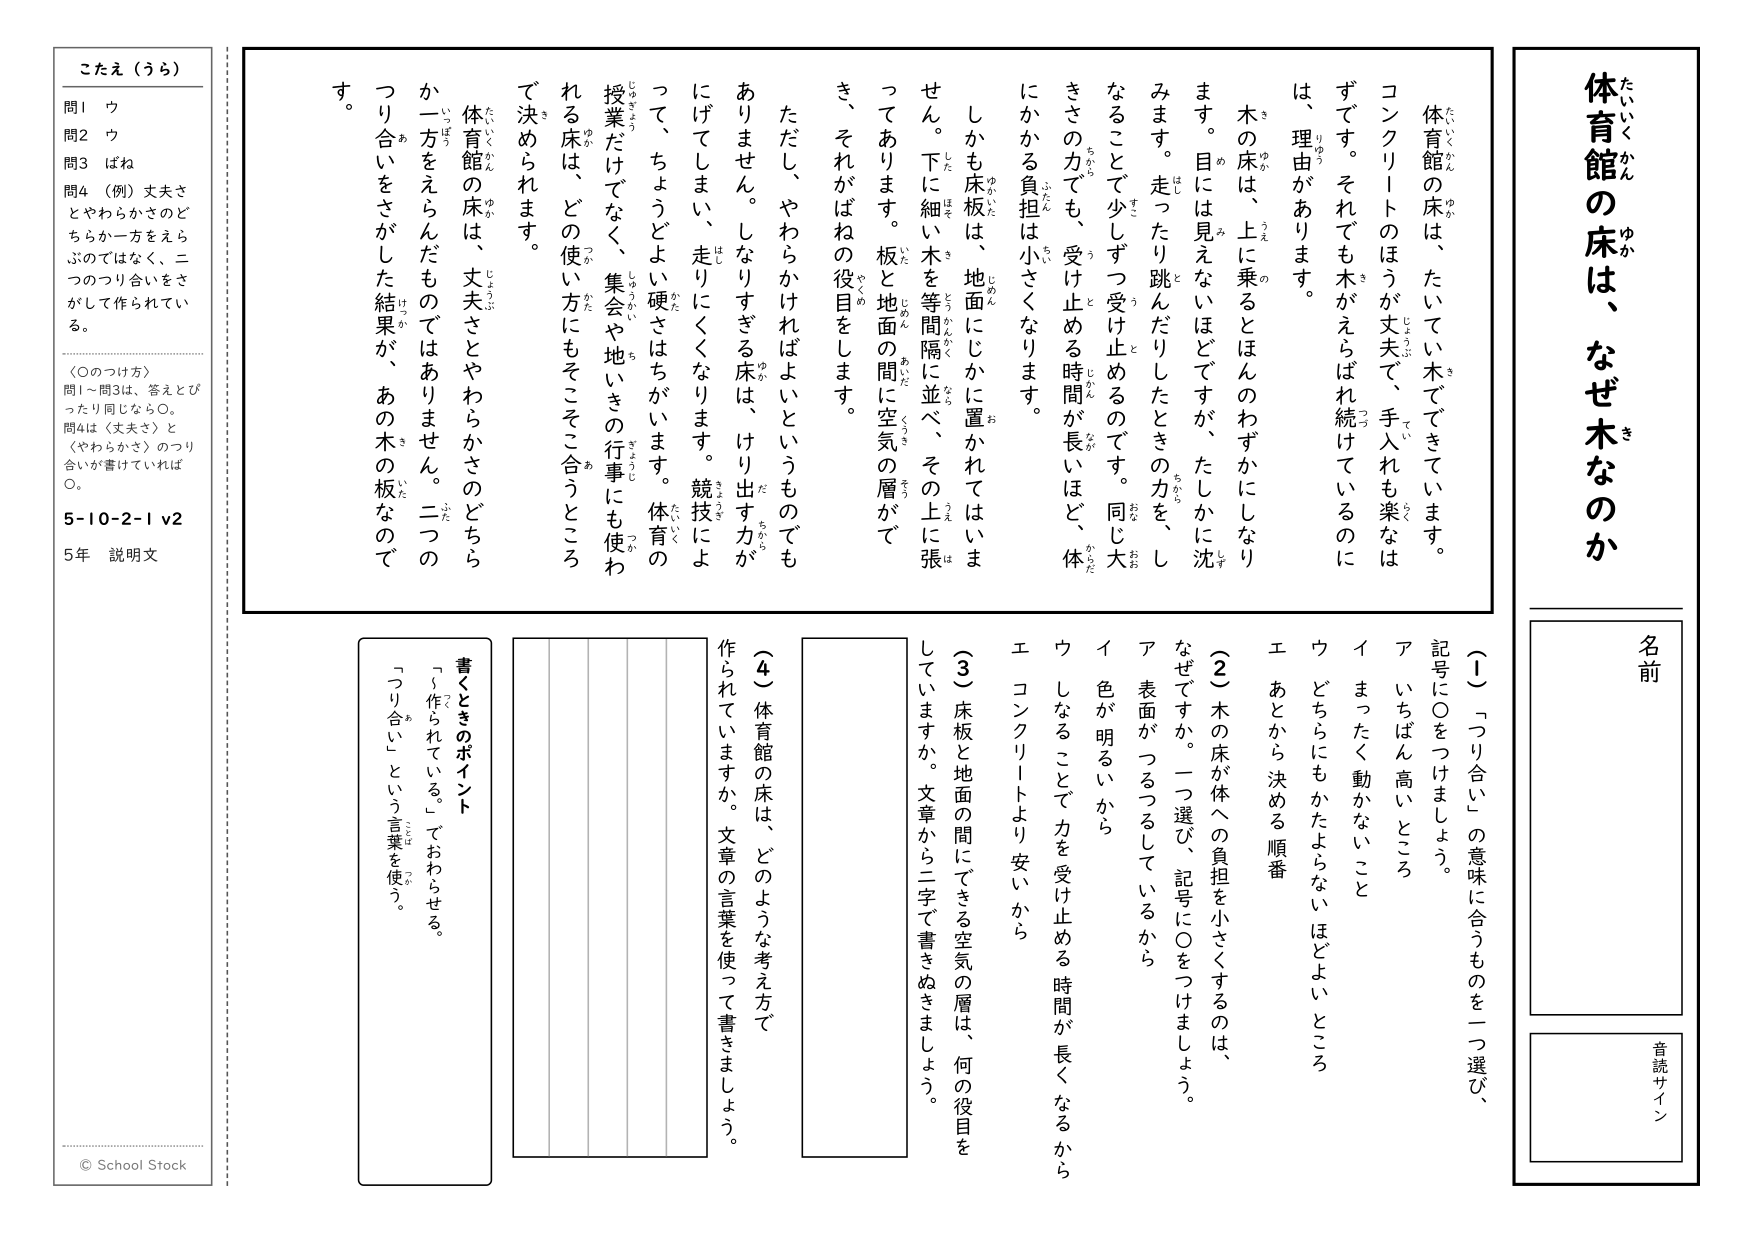 体育館の床は、なぜ木なのか
たいいくかん ゆか き
名前
音読サイン
体育館の床は、たいてい木でできています。
コンクリートのほうが丈夫で、手入れも楽なは
ずです。それでも木がえらばれ続けているのに
は、理由があります。
木の床は、上に乗るとほんのわずかにしなり
ます。目には見えないほどですが、たしかに沈
みます。走ったり跳んだりしたときの力を、し
なることで少しずつ受け止めるのです。同じ大
きさの力でも、受け止める時間が長いほど、体
にかかる負担は小さくなります。
しかも床板は、地面にじかに置かれてはいま
せん。下に細い木を等間隔に並べ、その上に張
ってあります。板と地面の間に空気の層がで
き、それがばねの役目をします。
ただし、やわらかければよいというものでも
ありません。しなりすぎる床は、けり出す力が
にげてしまい、走りにくくなります。競技によ
って、ちょうどよい硬さはちがいます。体育の
授業だけでなく、集会や地いきの行事にも使わ
れる床は、どの使い方にもそこそこ合うところ
で決められます。
体育館の床は、丈夫さとやわらかさのどちら
か一方をえらんだものではありません。二つの
つり合いをさがした結果が、あの木の板なので
す。
(1)「つり合い」の意味に合うものを一つ選び、
記号に○をつけましょう。
ア いちばん 高い ところ
イ まったく 動かない こと
ウ どちらにも かたよらない ほどよい ところ
エ あとから 決める 順番
(2) 木の床が体への負担を小さくするのは、
なぜですか。一つ選び、記号に○をつけましょう。
ア 表面が つるつるして いる から
イ 色が 明るい から
ウ しなる ことで 力を 受け止める 時間が 長く なる から
エ コンクリートより 安い から
(3) 床板と地面の間にできる空気の層は、何の役目を
していますか。文章から二字で書きぬきましょう。
(4) 体育館の床は、どのような考え方で
作られていますか。文章の言葉を使って書きましょう。
書くときのポイント
「～作られている。」でおわらせる。
「つり合い」という言葉を使う。
こたえ（うら）
問1 ウ
問2 ウ
問3 ばね
問4 （例）丈夫さ
とやわらかさのど
ちらか一方をえら
ぶのではなく、二
つのつり合いをさ
がして作られてい
る。
〈○のつけ方〉
問1～問3は、答えとぴ
ったり同じなら○。
問4は〈丈夫さ〉と
〈やわらかさ〉のつり
合いが書けていれば
○。
5-10-2-1 v2
5年 説明文
© School Stock